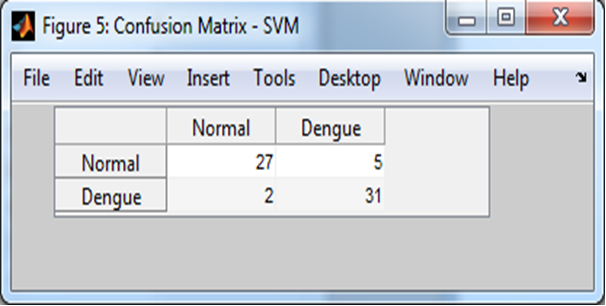 Figure 5: Confusion Matrix - SVM
File Edit View Insert Tools Desktop Window Help
Normal Dengue
Normal 27 5
Dengue 2 31